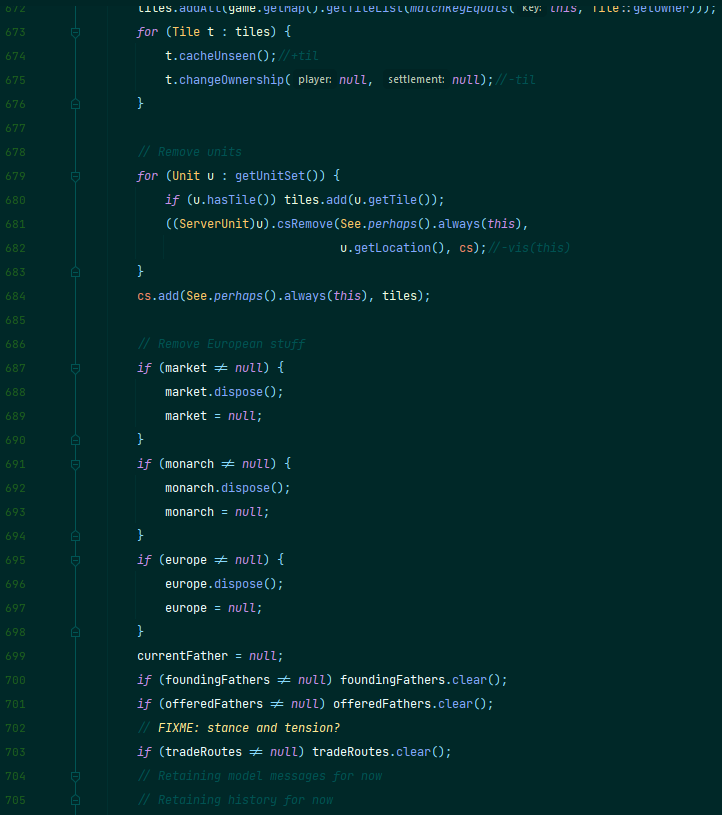 672 tiles.addAll(game.getMap().getTileList(matchKeyEquals( key: this, Tile::getOwner)));
673 for (Tile t : tiles) {
674 t.cacheUnseen();//+til
675 t.changeOwnership( player: null, settlement: null);//-til
676 }
677
678 // Remove units
679 for (Unit u : getUnitSet()) {
680 if (u.hasTile()) tiles.add(u.getTile());
681 ((ServerUnit)u).csRemove(See.perhaps().always(this),
682 u.getLocation(), cs);//-vis(this)
683 }
684 cs.add(See.perhaps().always(this), tiles);
685
686 // Remove European stuff
687 if (market ≠ null) {
688 market.dispose();
689 market = null;
690 }
691 if (monarch ≠ null) {
692 monarch.dispose();
693 monarch = null;
694 }
695 if (europe ≠ null) {
696 europe.dispose();
697 europe = null;
698 }
699 currentFather = null;
700 if (foundingFathers ≠ null) foundingFathers.clear();
701 if (offeredFathers ≠ null) offeredFathers.clear();
702 // FIXME: stance and tension?
703 if (tradeRoutes ≠ null) tradeRoutes.clear();
704 // Retaining model messages for now
705 // Retaining history for now